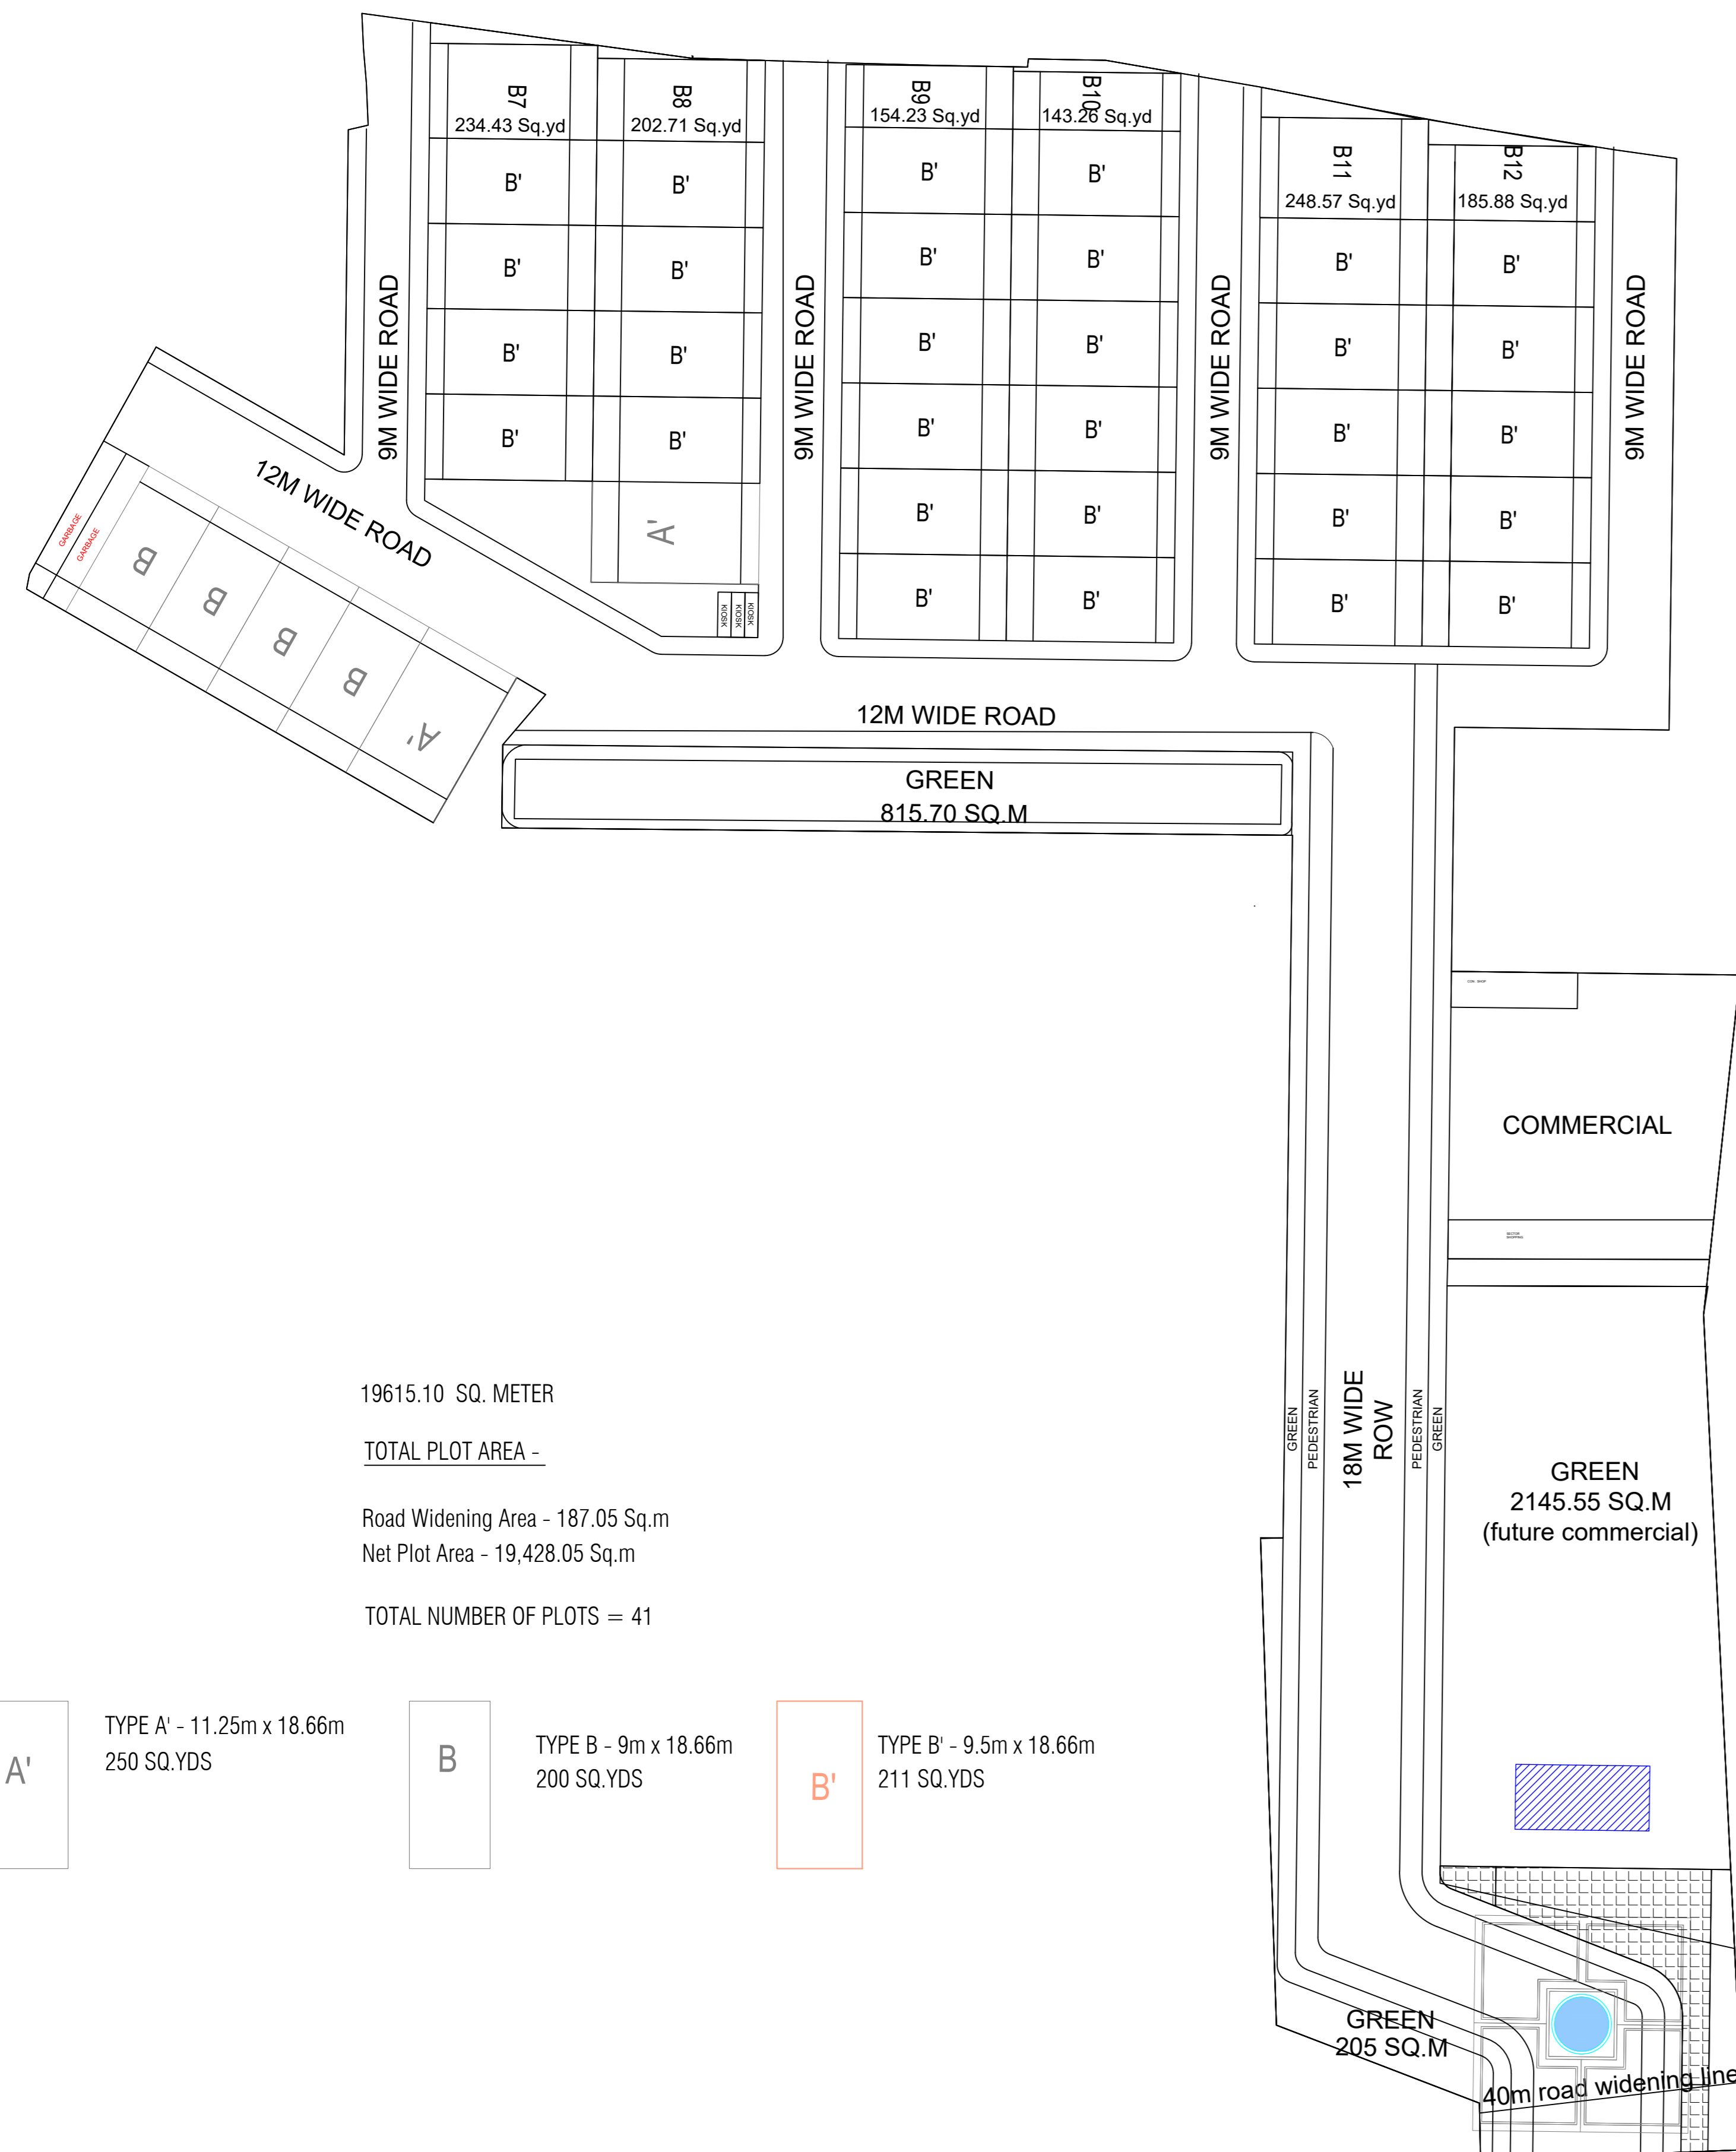 B7
234.43 Sq.yd
B8
202.71 Sq.yd
B9
154.23 Sq.yd
B10
143.26 Sq.yd
B11
248.57 Sq.yd
B12
185.88 Sq.yd
B' B' B' B' B' B'
B' B' B' B' B' B'
B' B' B' B' B' B'
B' B' B' B' B' B'
B' B' B' B'
B' B' B' B'
A'
KIOSK
KIOSK
KIOSK
9M WIDE ROAD
9M WIDE ROAD
9M WIDE ROAD
9M WIDE ROAD
12M WIDE ROAD
GARBAGE
GARBAGE
B
B
B
B
A'
12M WIDE ROAD
GREEN
815.70 SQ.M
CON. SHOP
COMMERCIAL
SECTOR
SHOPPING
GREEN
PEDESTRIAN
18M WIDE
ROW
PEDESTRIAN
GREEN
GREEN
2145.55 SQ.M
(future commercial)
19615.10 SQ. METER
TOTAL PLOT AREA -
Road Widening Area - 187.05 Sq.m
Net Plot Area - 19,428.05 Sq.m
TOTAL NUMBER OF PLOTS = 41
A'
TYPE A' - 11.25m x 18.66m
250 SQ.YDS
B
TYPE B - 9m x 18.66m
200 SQ.YDS
B'
TYPE B' - 9.5m x 18.66m
211 SQ.YDS
GREEN
205 SQ.M
40m road widening line